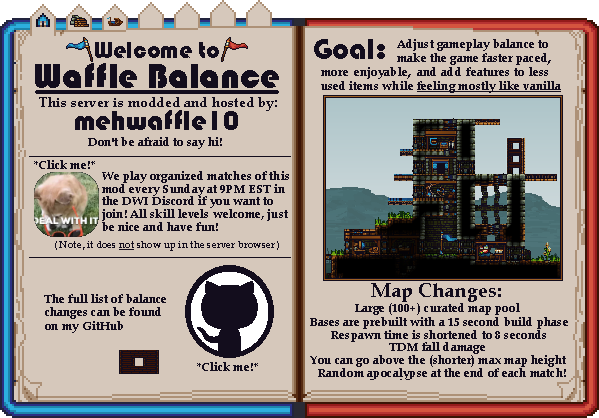 Welcome to
Waffle Balance
This server is modded and hosted by:
mehwaffle10
Don't be afraid to say hi!
*Click me!*
DEAL WITH IT
We play organized matches of this
mod every Sunday at 9PM EST in
the DWI Discord if you want to
join! All skill levels welcome, just
be nice and have fun!
(Note, it does not show up in the server browser)
The full list of balance
changes can be found
on my GitHub
*Click me!*
Goal: Adjust gameplay balance to
make the game faster paced,
more enjoyable, and add features to less
used items while feeling mostly like vanilla
Map Changes:
Large (100+) curated map pool
Bases are prebuilt with a 15 second build phase
Respawn time is shortened to 8 seconds
TDM fall damage
You can go above the (shorter) max map height
Random apocalypse at the end of each match!